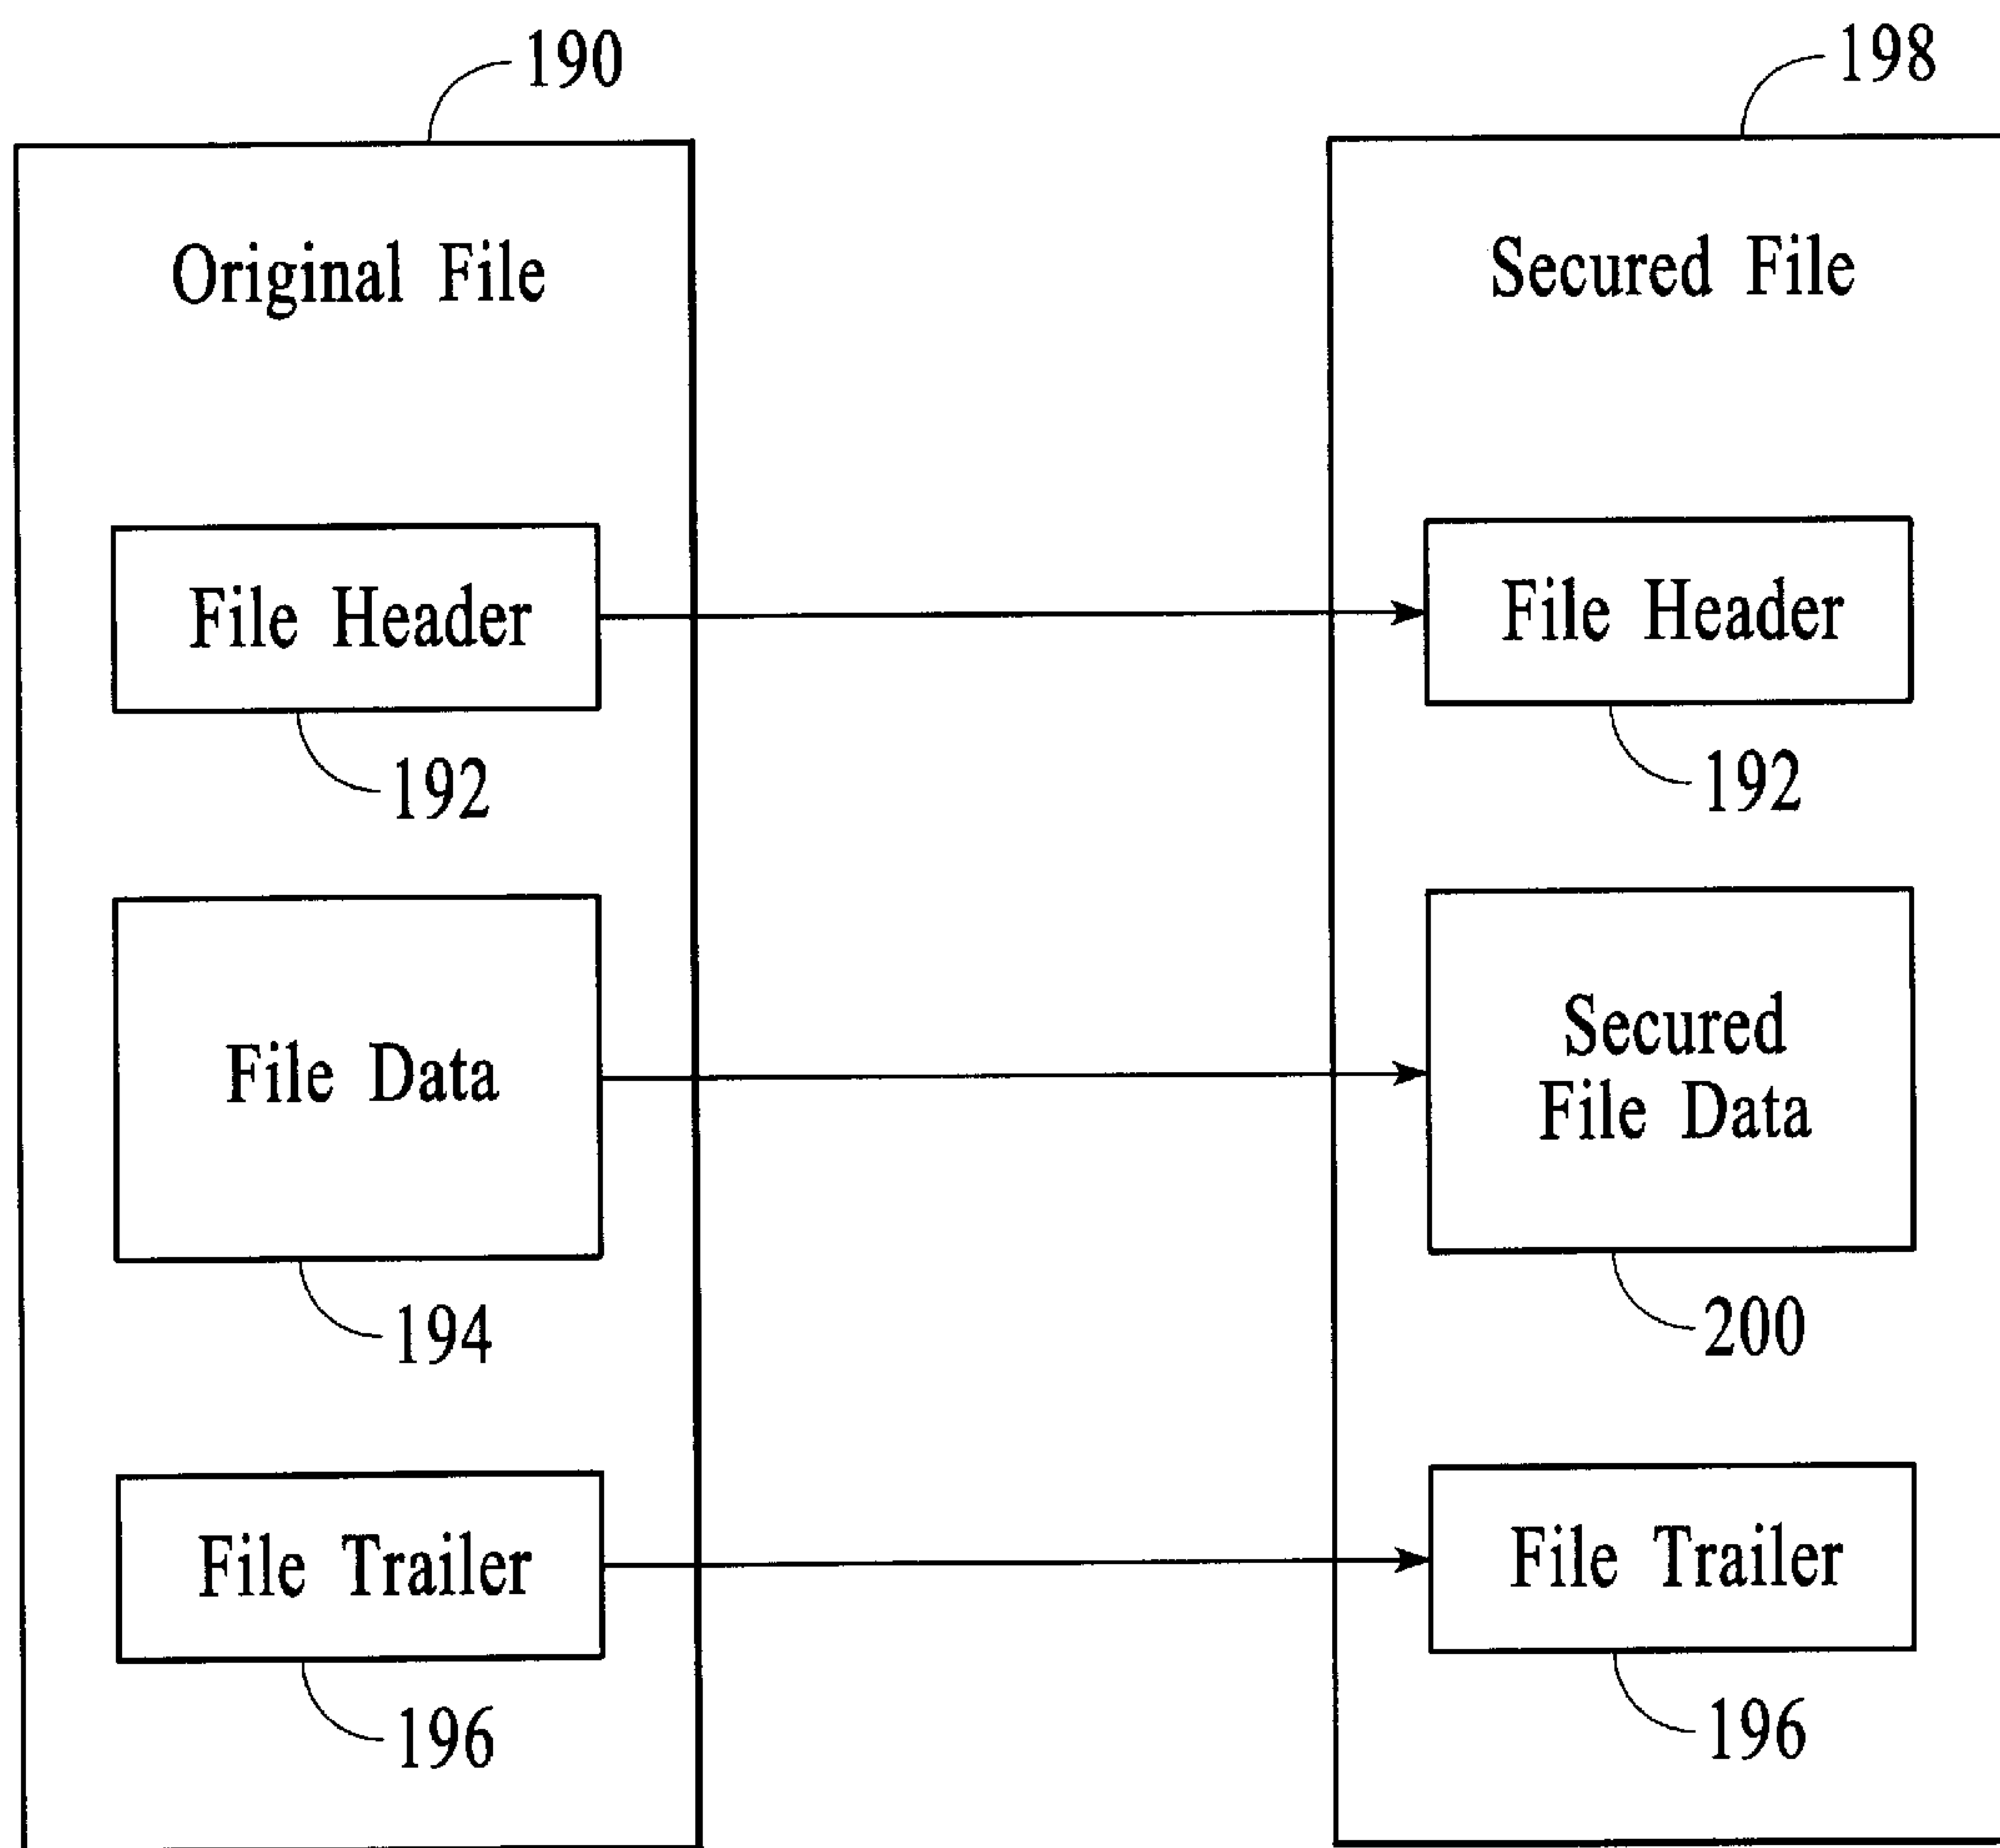 190
198
Original File
Secured File
File Header
File Header
192
192
File Data
Secured
File Data
194
200
File Trailer
File Trailer
196
196